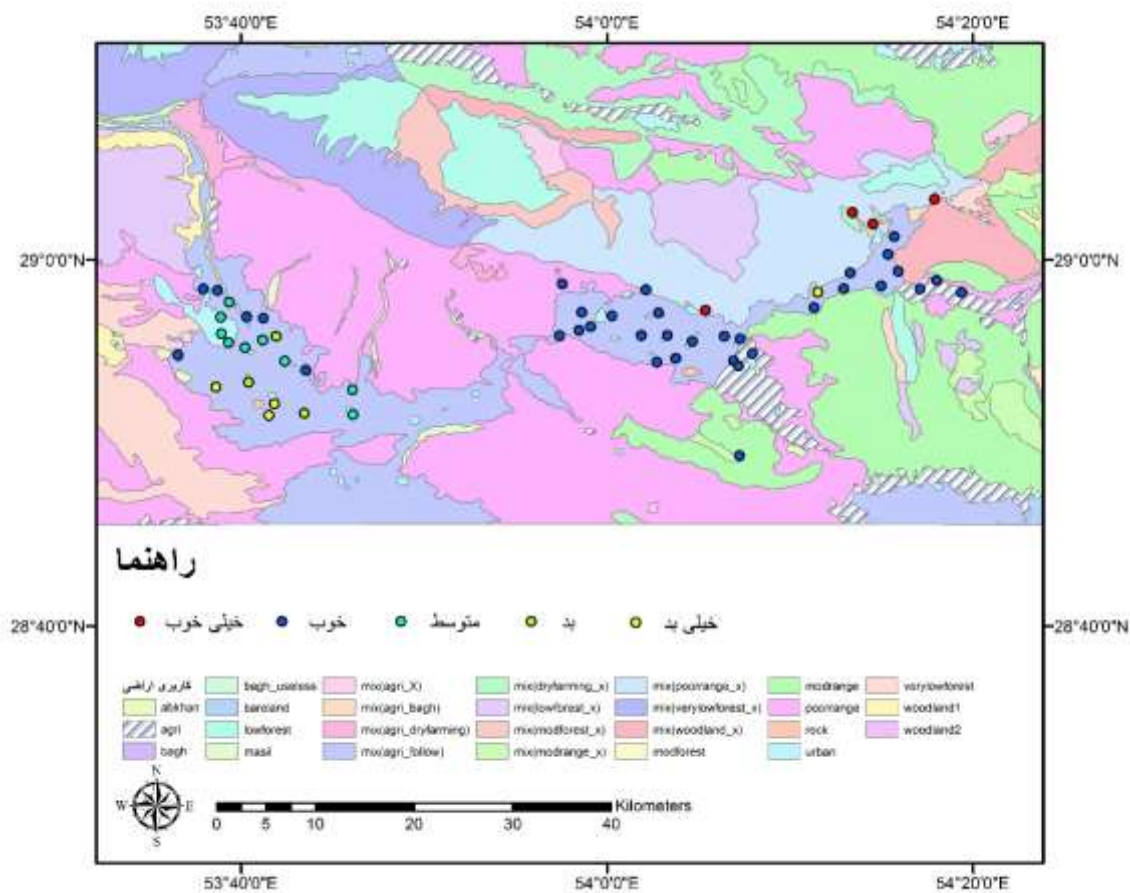 53°40'0"E 54°0'0"E 54°20'0"E
29°0'0"N 29°0'0"N
راهنما
28°40'0"N 28°40'0"N
خیلی خوب خوب متوسط بد خیلی بد
کاربری اراضی bagh_useless mix(agri_X) mix(dryfarming_x) mix(poorrange_x) modrange verylowforest
abkhan bareland mix(agri_bagh) mix(lowforest_x) mix(verylowforest_x) poorrange woodland1
agri lowforest mix(agri_dryfarming) mix(modforest_x) mix(woodland_x) rock woodland2
bagh masil mix(agri_follow) mix(modrange_x) modforest urban
N
W E
S
Kilometers
0 5 10 20 30 40
53°40'0"E 54°0'0"E 54°20'0"E